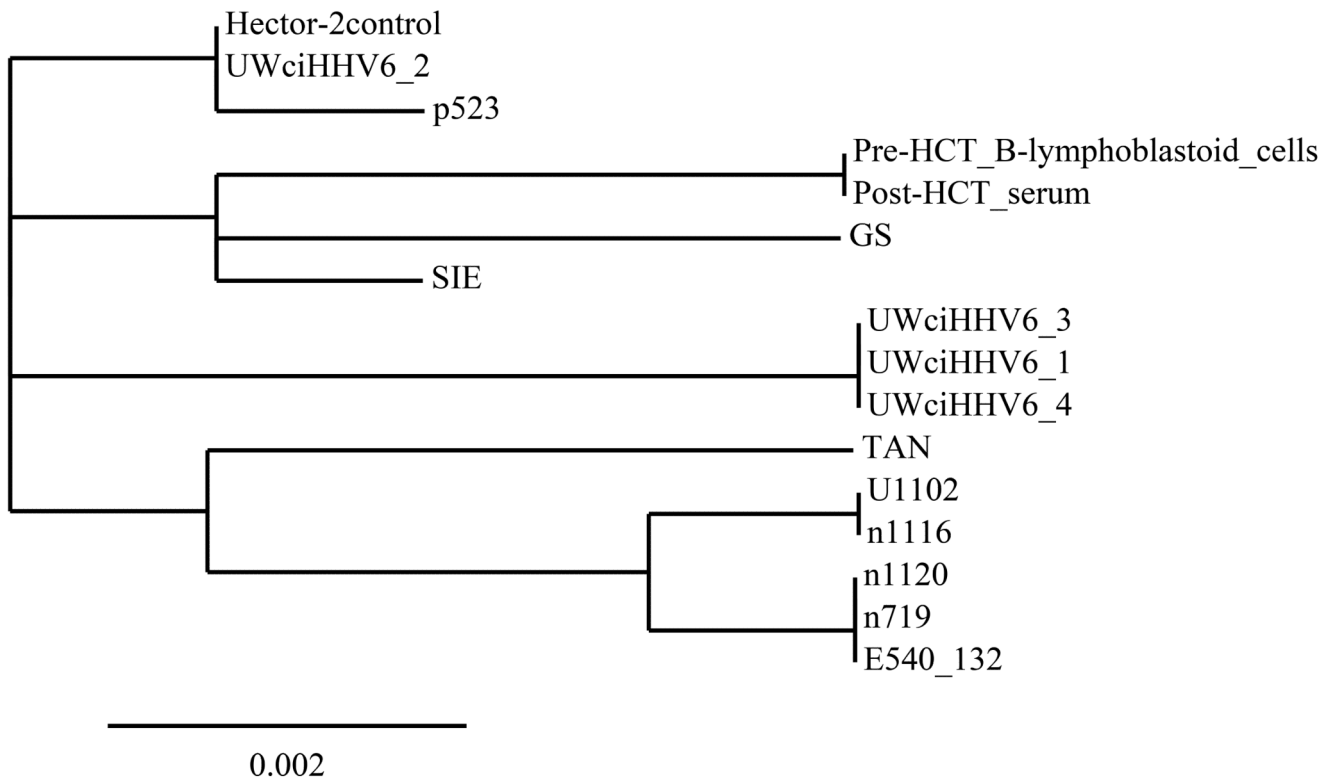 Hector-2control
UWciHHV6_2
p523
Pre-HCT_B-lymphoblastoid_cells
Post-HCT_serum
GS
SIE
UWciHHV6_3
UWciHHV6_1
UWciHHV6_4
TAN
U1102
n1116
n1120
n719
E540_132
0.002